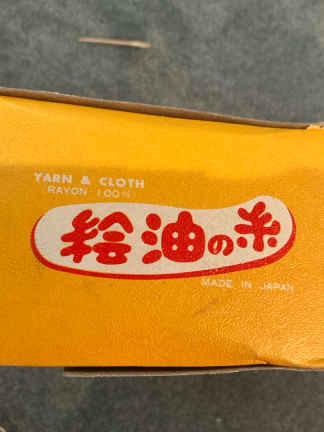 YARN & CLOTH
RAYON 100%
絵油の糸
MADE IN JAPAN